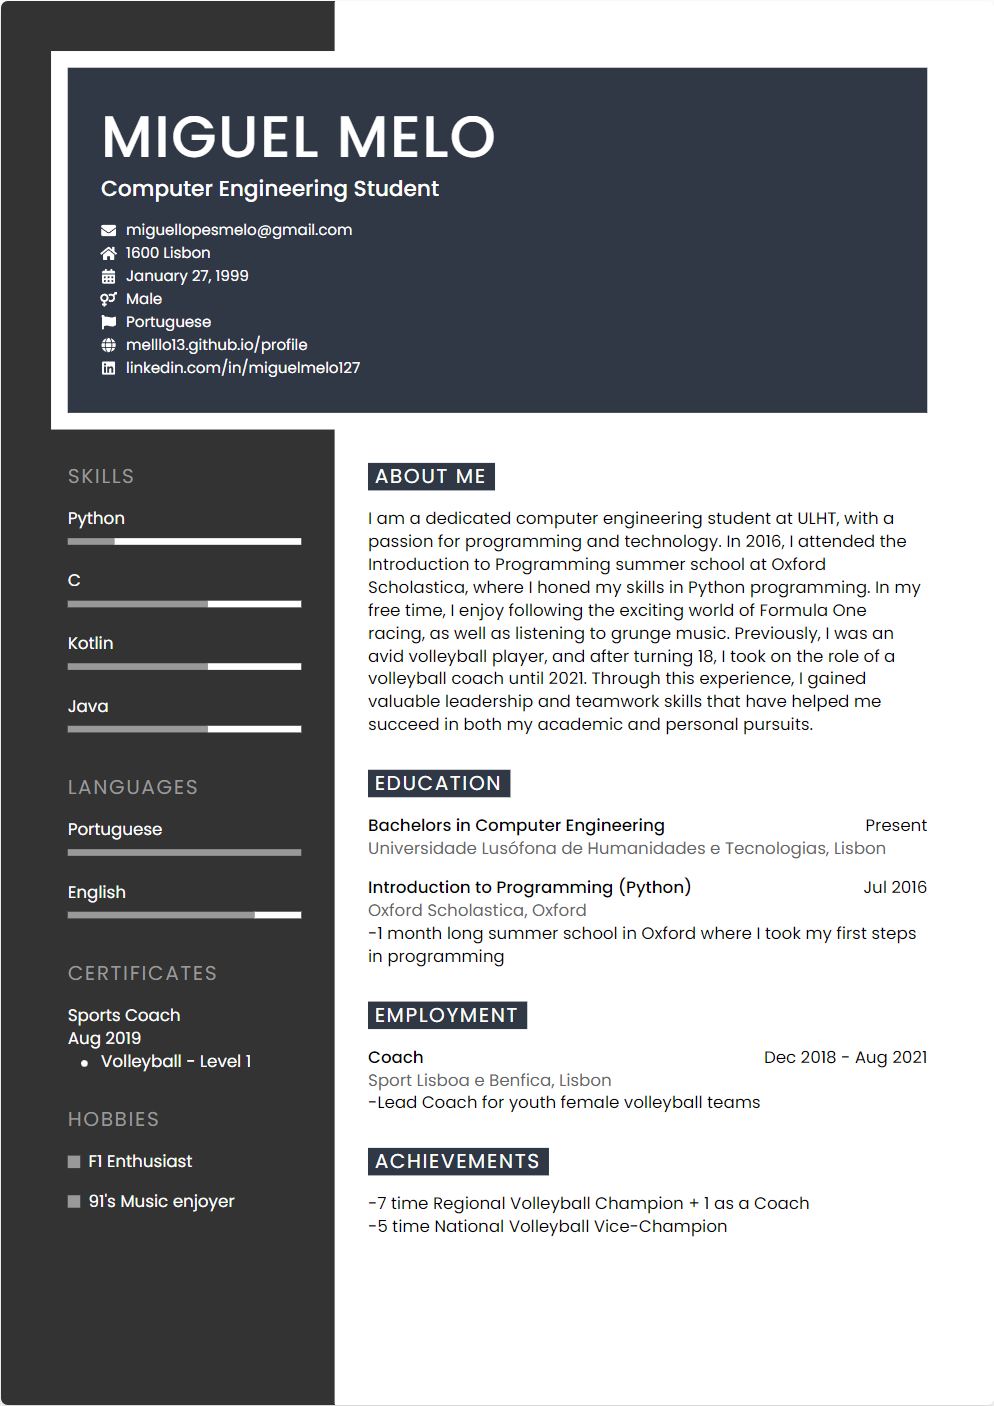 MIGUEL MELO
Computer Engineering Student
miguellopesmelo@gmail.com
1600 Lisbon
January 27, 1999
Male
Portuguese
melllo13.github.io/profile
linkedin.com/in/miguelmelo127
SKILLS
Python
C
Kotlin
Java
LANGUAGES
Portuguese
English
CERTIFICATES
Sports Coach
Aug 2019
• Volleyball - Level 1
HOBBIES
F1 Enthusiast
91's Music enjoyer
ABOUT ME
I am a dedicated computer engineering student at ULHT, with a
passion for programming and technology. In 2016, I attended the
Introduction to Programming summer school at Oxford
Scholastica, where I honed my skills in Python programming. In my
free time, I enjoy following the exciting world of Formula One
racing, as well as listening to grunge music. Previously, I was an
avid volleyball player, and after turning 18, I took on the role of a
volleyball coach until 2021. Through this experience, I gained
valuable leadership and teamwork skills that have helped me
succeed in both my academic and personal pursuits.
EDUCATION
Bachelors in Computer Engineering Present
Universidade Lusófona de Humanidades e Tecnologias, Lisbon
Introduction to Programming (Python) Jul 2016
Oxford Scholastica, Oxford
-1 month long summer school in Oxford where I took my first steps
in programming
EMPLOYMENT
Coach Dec 2018 - Aug 2021
Sport Lisboa e Benfica, Lisbon
-Lead Coach for youth female volleyball teams
ACHIEVEMENTS
-7 time Regional Volleyball Champion + 1 as a Coach
-5 time National Volleyball Vice-Champion